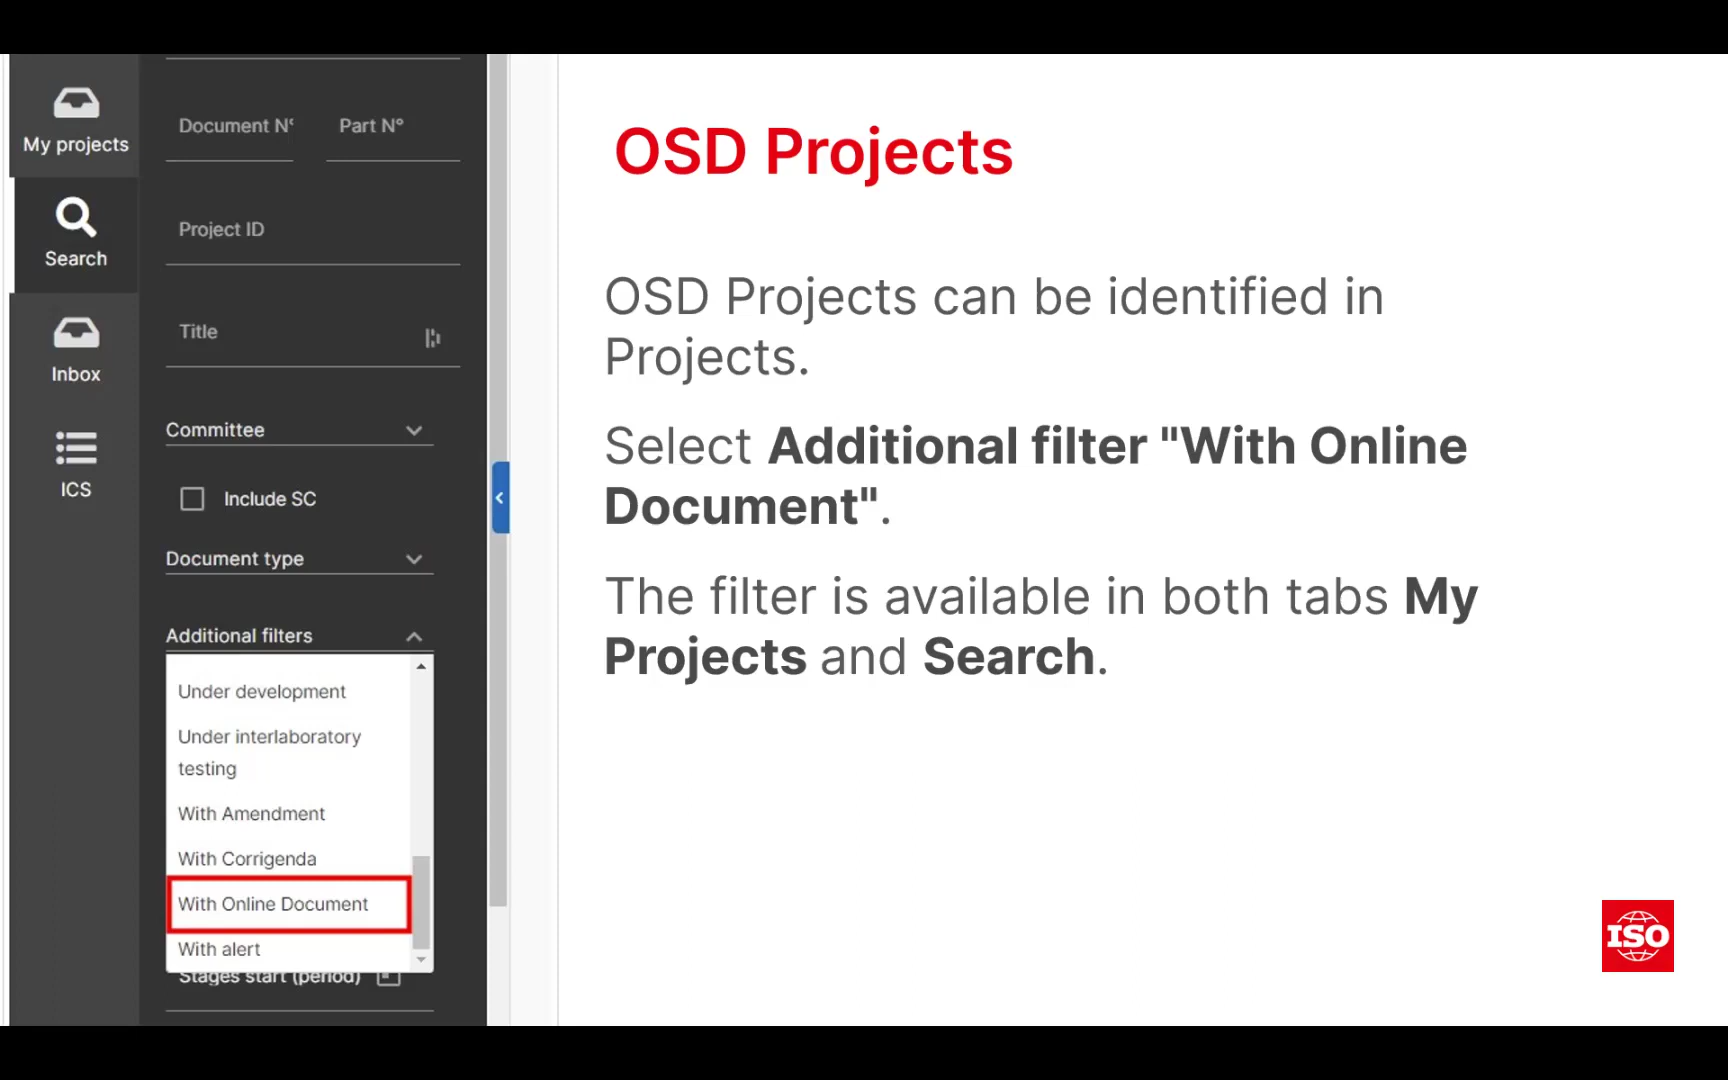 My projects
Search
Inbox
ICS
Document N°
Part N°
Project ID
Title
Committee
Include SC
Document type
Additional filters
Under development
Under interlaboratory
testing
With Amendment
With Corrigenda
With Online Document
With alert
Stages start (period)
OSD Projects
OSD Projects can be identified in
Projects.
Select Additional filter "With Online
Document".
The filter is available in both tabs My
Projects and Search.
ISO